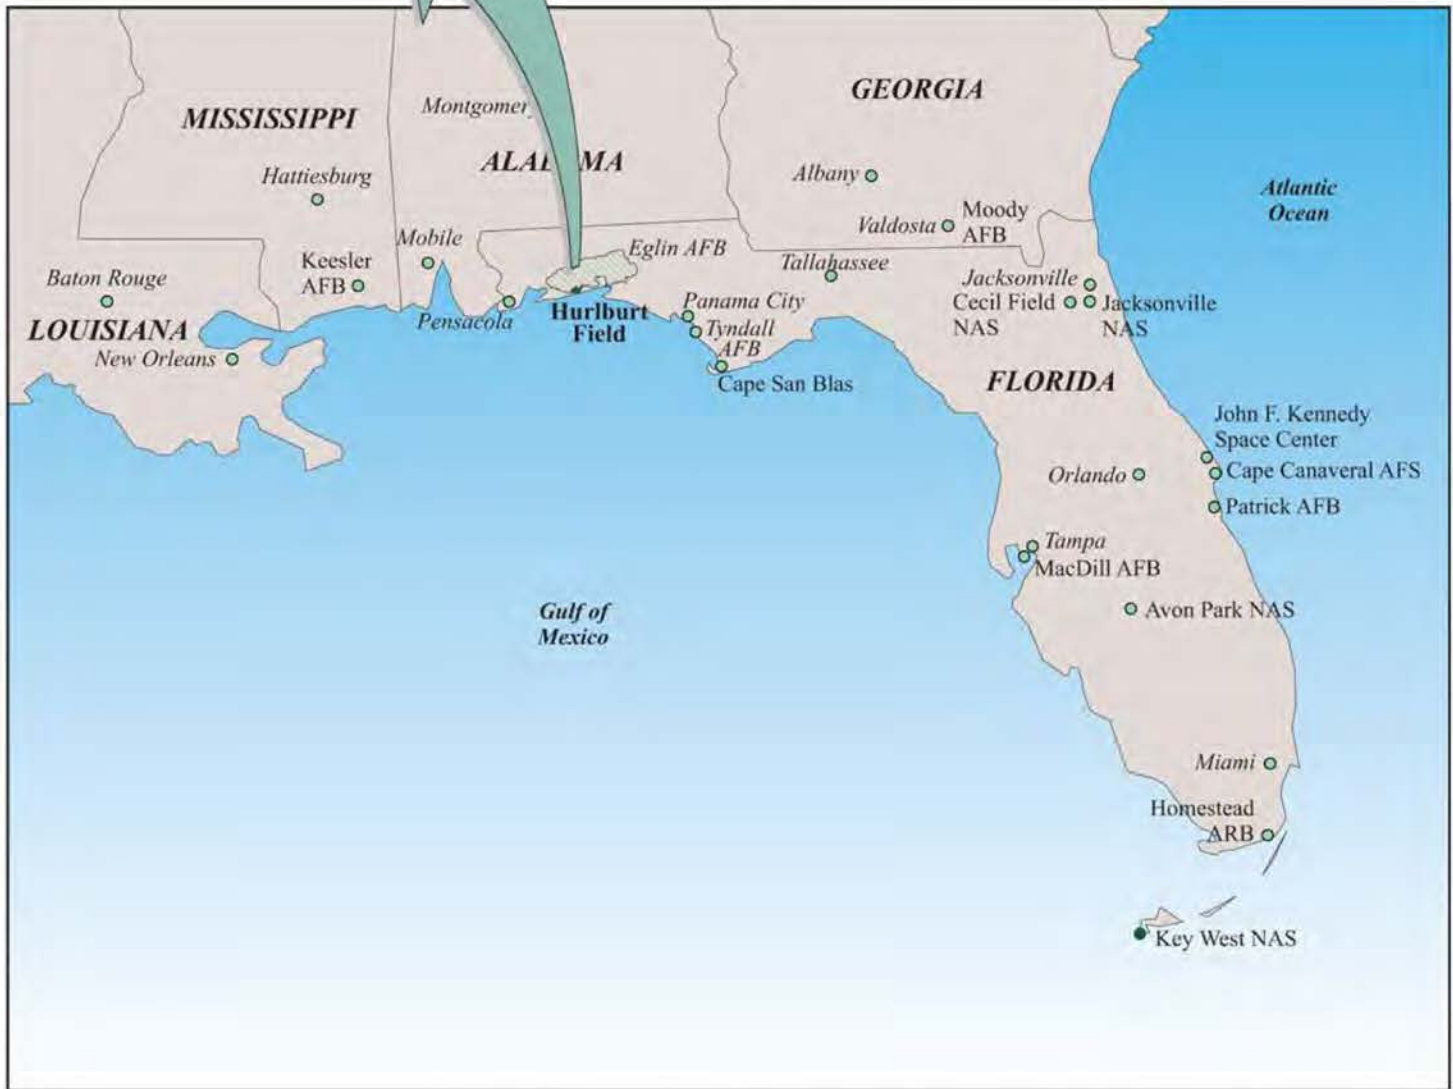 GEORGIA
MISSISSIPPI
ALAB
MA
Hattiesburg
Albany
Atlantic
Ocean
Valdosta
Moody
AFB
Mobile
Eglin AFB
Keesler
AFB
Tallahassee
Baton Rouge
Jacksonville
Cecil Field
NAS
Jacksonville
NAS
Panama City
Pensacola
Hurlburt
Field
LOUISIANA
Tyndall
AFB
New Orleans
Cape San Blas
FLORIDA
John F. Kennedy
Space Center
Orlando
Cape Canaveral AFS
Patrick AFB
Tampa
MacDill AFB
Gulf of
Mexico
Avon Park NAS
Miami
Homestead
ARB
Key West NAS